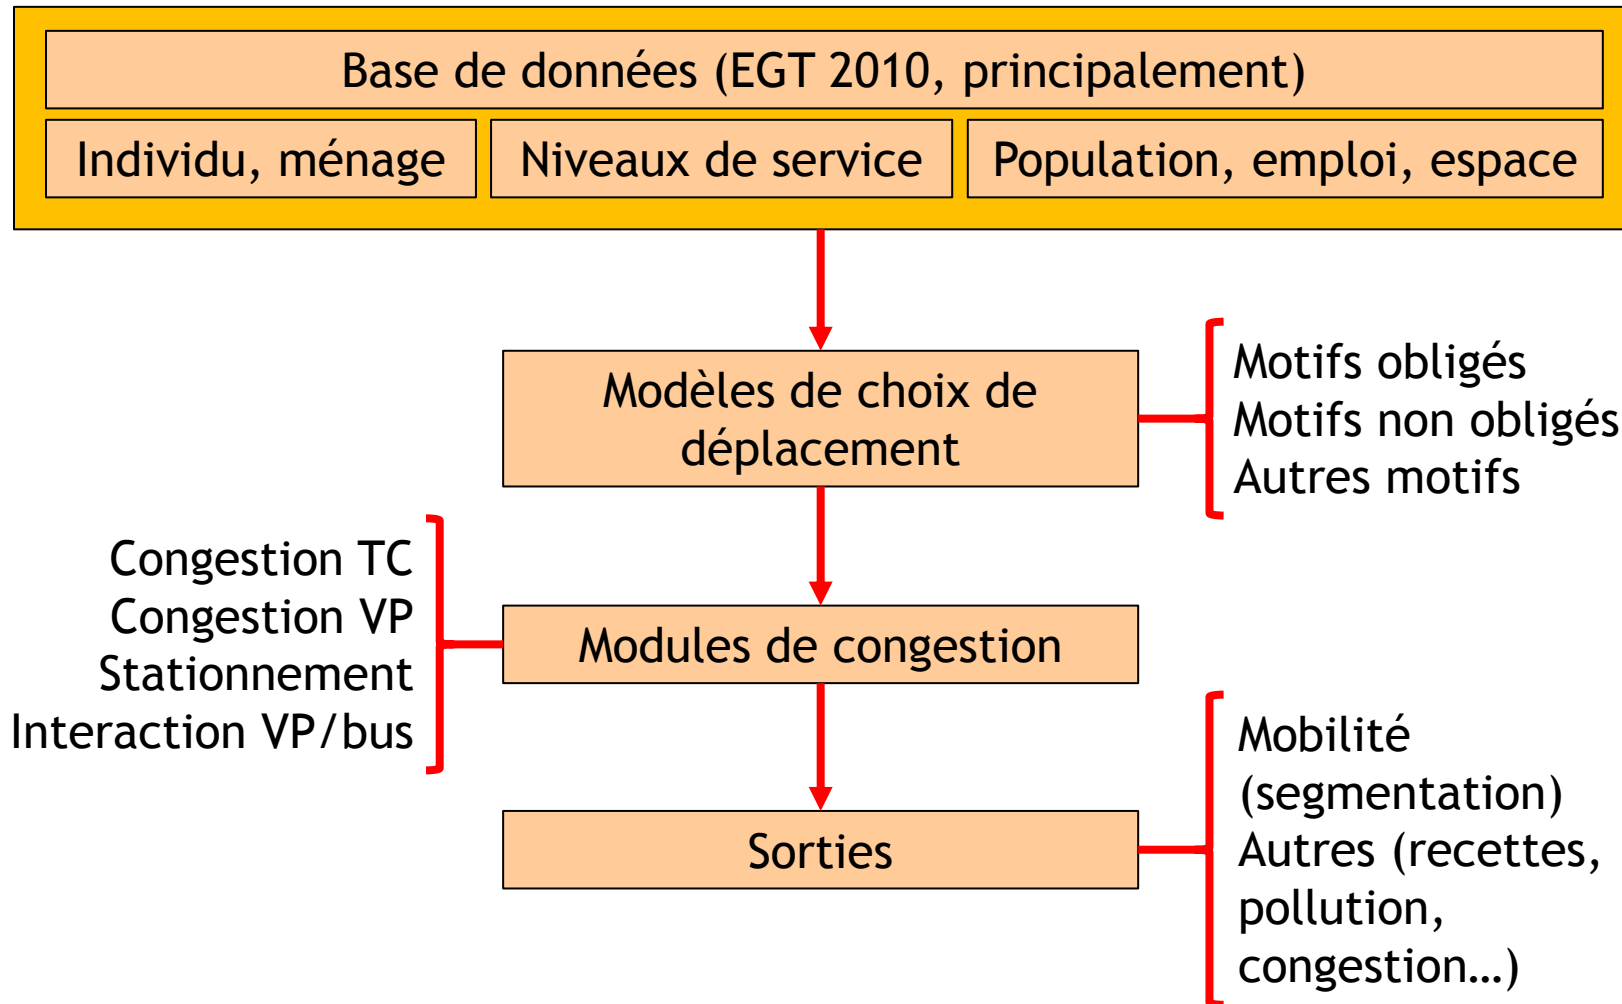 Base de données (EGT 2010, principalement)
Individu, ménage
Niveaux de service
Population, emploi, espace
Modèles de choix de
déplacement
Motifs obligés
Motifs non obligés
Autres motifs
Congestion TC
Congestion VP
Stationnement
Interaction VP/bus
Modules de congestion
Sorties
Mobilité
(segmentation)
Autres (recettes,
pollution,
congestion…)